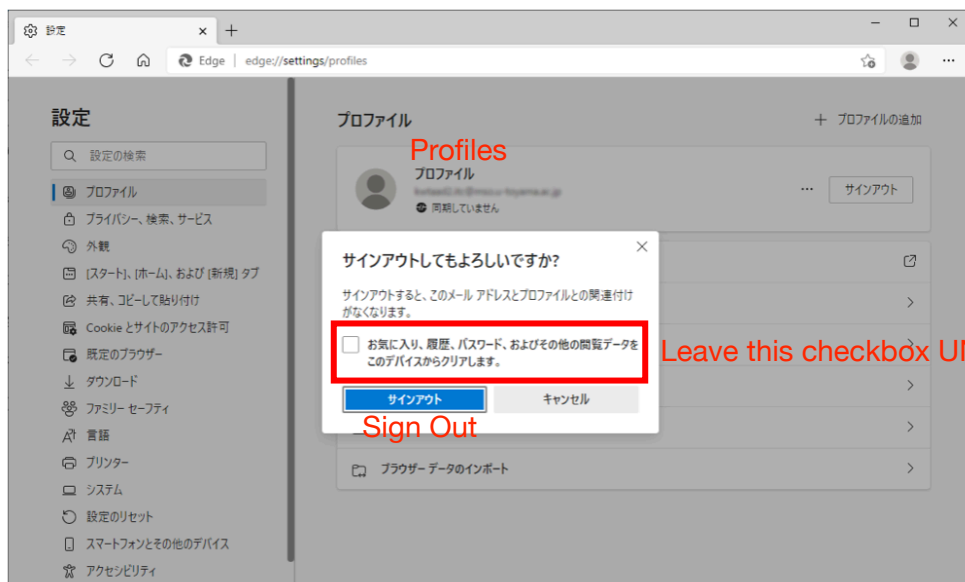 設定
Edge
edge://settings/profiles
設定
設定の検索
プロファイル
プライバシー、検索、サービス
外観
[スタート]、[ホーム]、および [新規] タブ
共有、コピーして貼り付け
Cookie とサイトのアクセス許可
既定のブラウザー
ダウンロード
ファミリー セーフティ
言語
プリンター
システム
設定のリセット
スマートフォンとその他のデバイス
アクセシビリティ
プロファイル
プロファイルの追加
Profiles
プロファイル
同期していません
サインアウト
サインアウトしてもよろしいですか?
サインアウトすると、このメール アドレスとプロファイルとの関連付け
がなくなります。
お気に入り、履歴、パスワード、およびその他の閲覧データを
このデバイスからクリアします。
Leave this checkbox UN
サインアウト
キャンセル
Sign Out
ブラウザー データのインポート